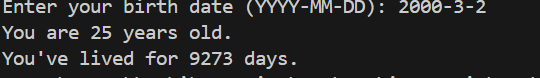 Enter your birth date (YYYY-MM-DD): 2000-3-2
You are 25 years old.
You've lived for 9273 days.